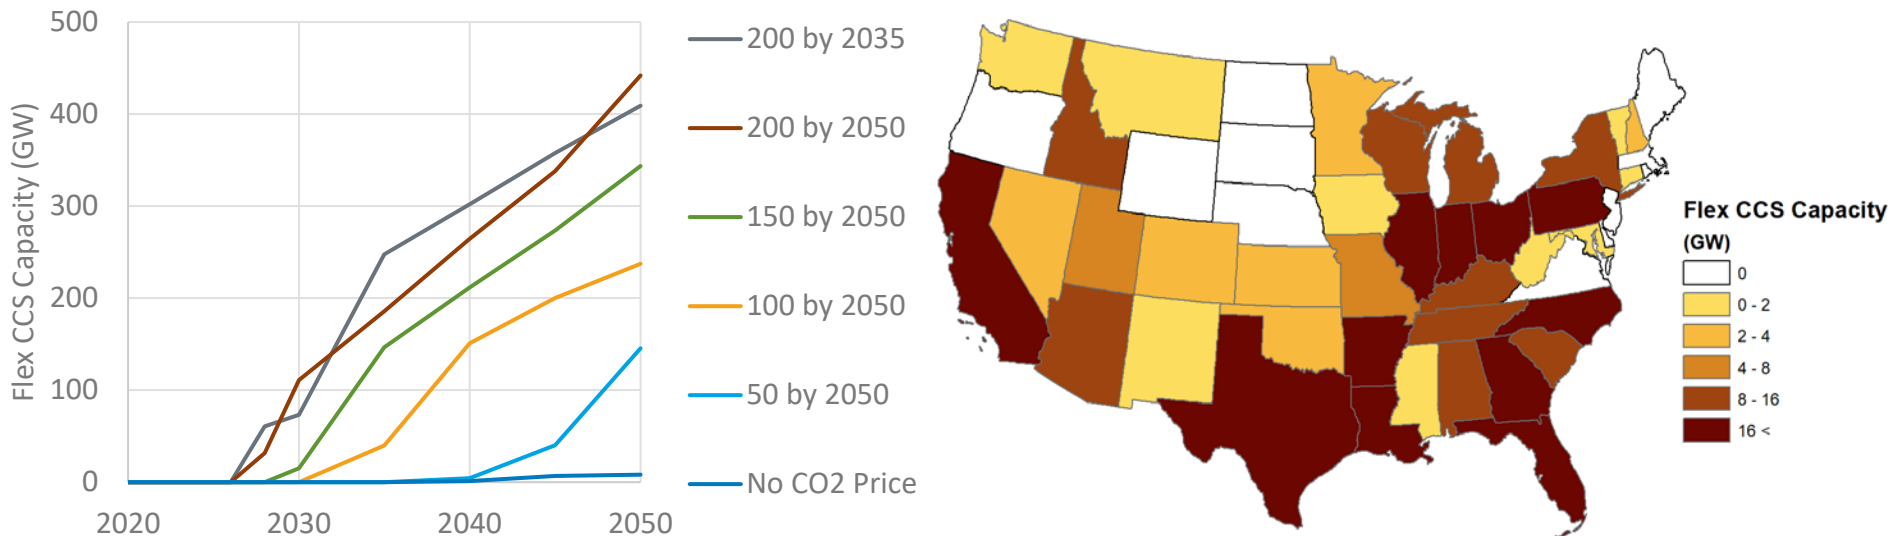 Flex CCS Capacity (GW)
500
400
300
200
100
0
2020 2030 2040 2050
200 by 2035
200 by 2050
150 by 2050
100 by 2050
50 by 2050
No CO2 Price
Flex CCS Capacity
(GW)
0
0 - 2
2 - 4
4 - 8
8 - 16
16 <